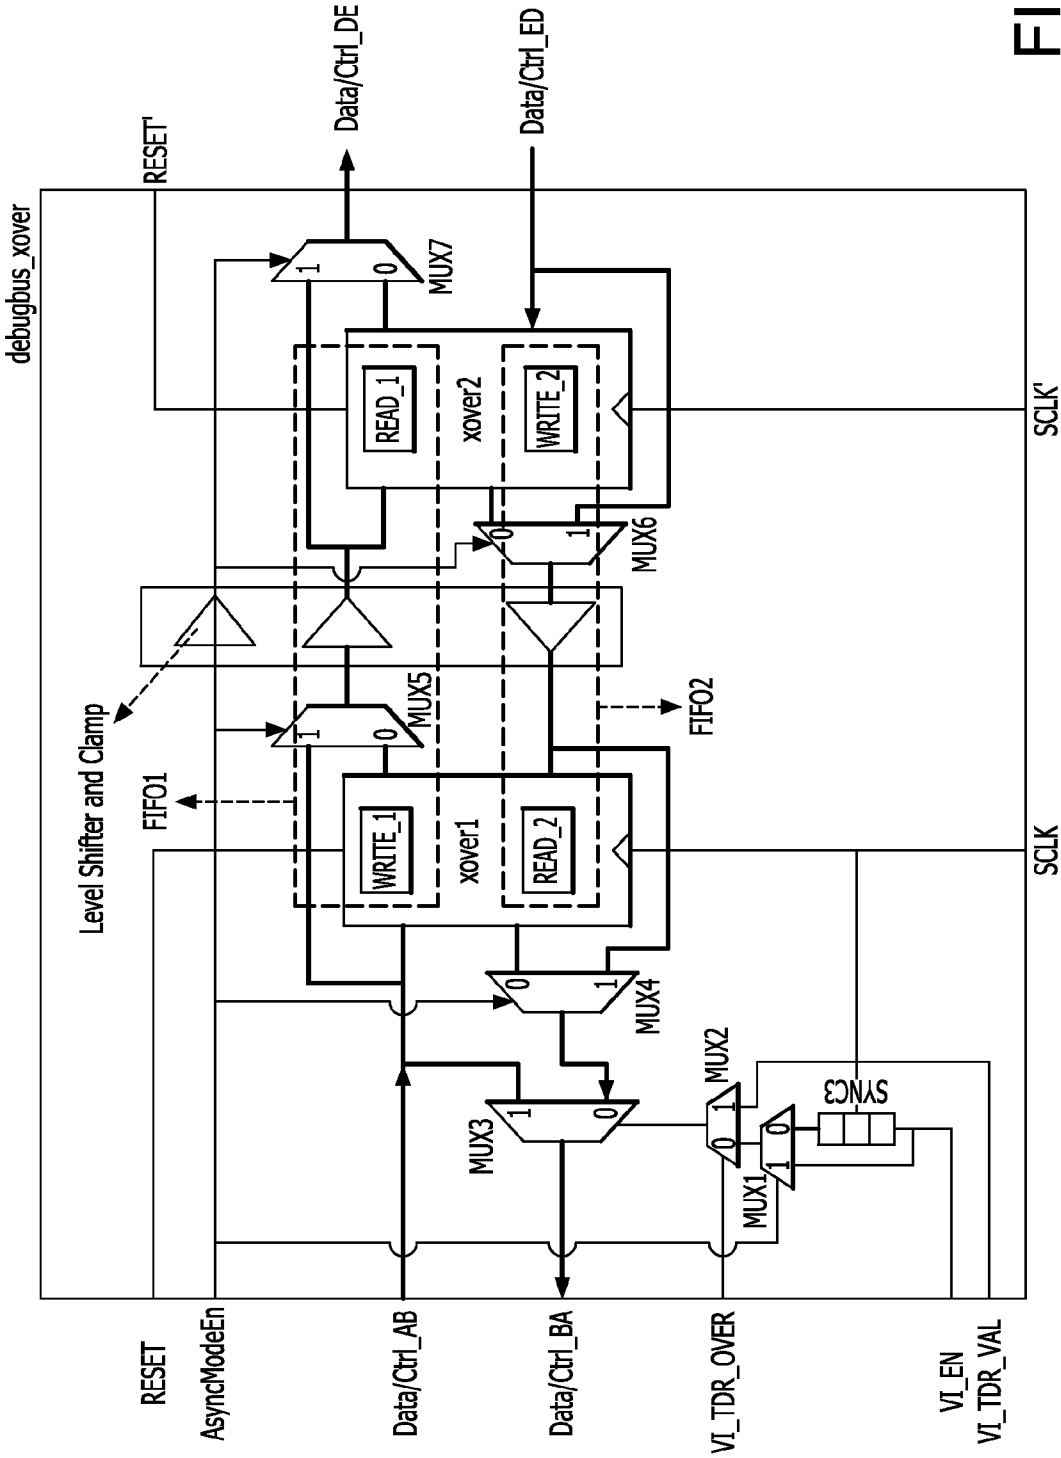 debugbus_xover
RESET
RESET'
AsyncModeEn
Level Shifter and Clamp
FIFO1
Data/Ctrl_AB
Data/Ctrl_DE
1
0
MUX5
1
0
MUX7
WRITE_1
xover1
READ_2
READ_1
xover2
WRITE_2
Data/Ctrl_BA
Data/Ctrl_ED
MUX3
1
0
0
1
MUX4
0
1
MUX6
FIFO2
VI_TDR_OVER
MUX2
0
1
MUX1
1
0
SYNC3
VI_EN
VI_TDR_VAL
SCLK
SCLK'
FI